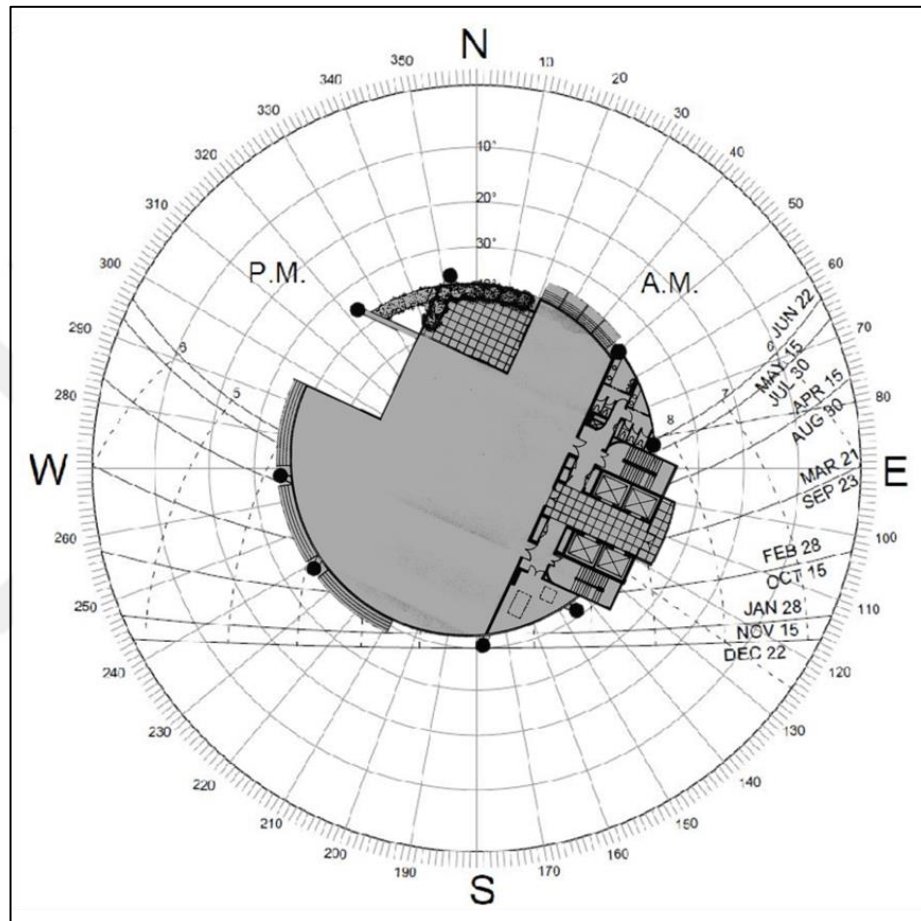 N
350
10
340
20
330
30
320
40
310
50
300
60
290
70
280
80
W
E
260
100
250
110
240
120
230
130
220
140
210
150
200
160
190
170
S
10°
20°
30°
P.M.
A.M.
JUN 22
MAY 15
JUL 30
APR 15
AUG 30
MAR 21
SEP 23
FEB 28
OCT 15
JAN 28
NOV 15
DEC 22
5
6
7
8